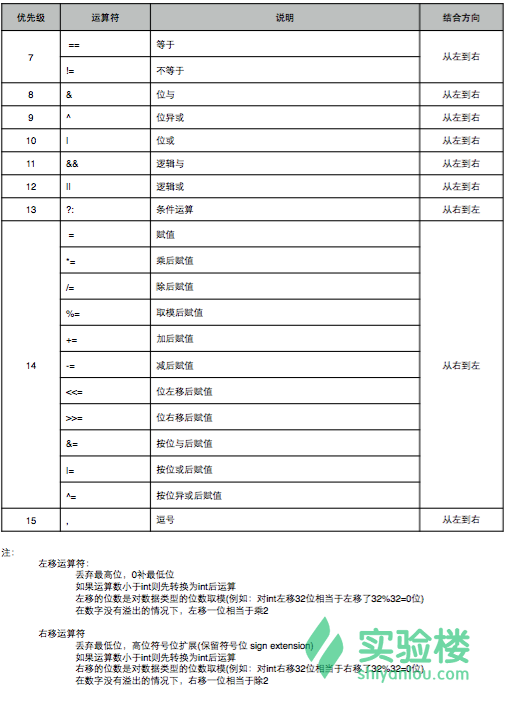 优先级 运算符 说明 结合方向
7 == 等于 从左到右
!= 不等于
8 & 位与 从左到右
9 ^ 位异或 从左到右
10 | 位或 从左到右
11 && 逻辑与 从左到右
12 || 逻辑或 从左到右
13 ?: 条件运算 从右到左
14 = 赋值 从右到左
*= 乘后赋值
/= 除后赋值
%= 取模后赋值
+= 加后赋值
-= 减后赋值
<<= 位左移后赋值
>>= 位右移后赋值
&= 按位与后赋值
|= 按位或后赋值
^= 按位异或后赋值
15 , 逗号 从左到右
注：
左移运算符：
丢弃最高位，0补最低位
如果运算数小于int则先转换为int后运算
左移的位数是对数据类型的位数取模(例如：对int左移32位相当于左移了32%32=0位)
在数字没有溢出的情况下，左移一位相当于乘2
右移运算符
丢弃最低位，高位符号位扩展(保留符号位 sign extension)
如果运算数小于int则先转换为int后运算
右移的位数是对数据类型的位数取模(例如：对int右移32位相当于右移了32%32=0位)
在数字没有溢出的情况下，右移一位相当于除2
实验楼
shiyanlou.com